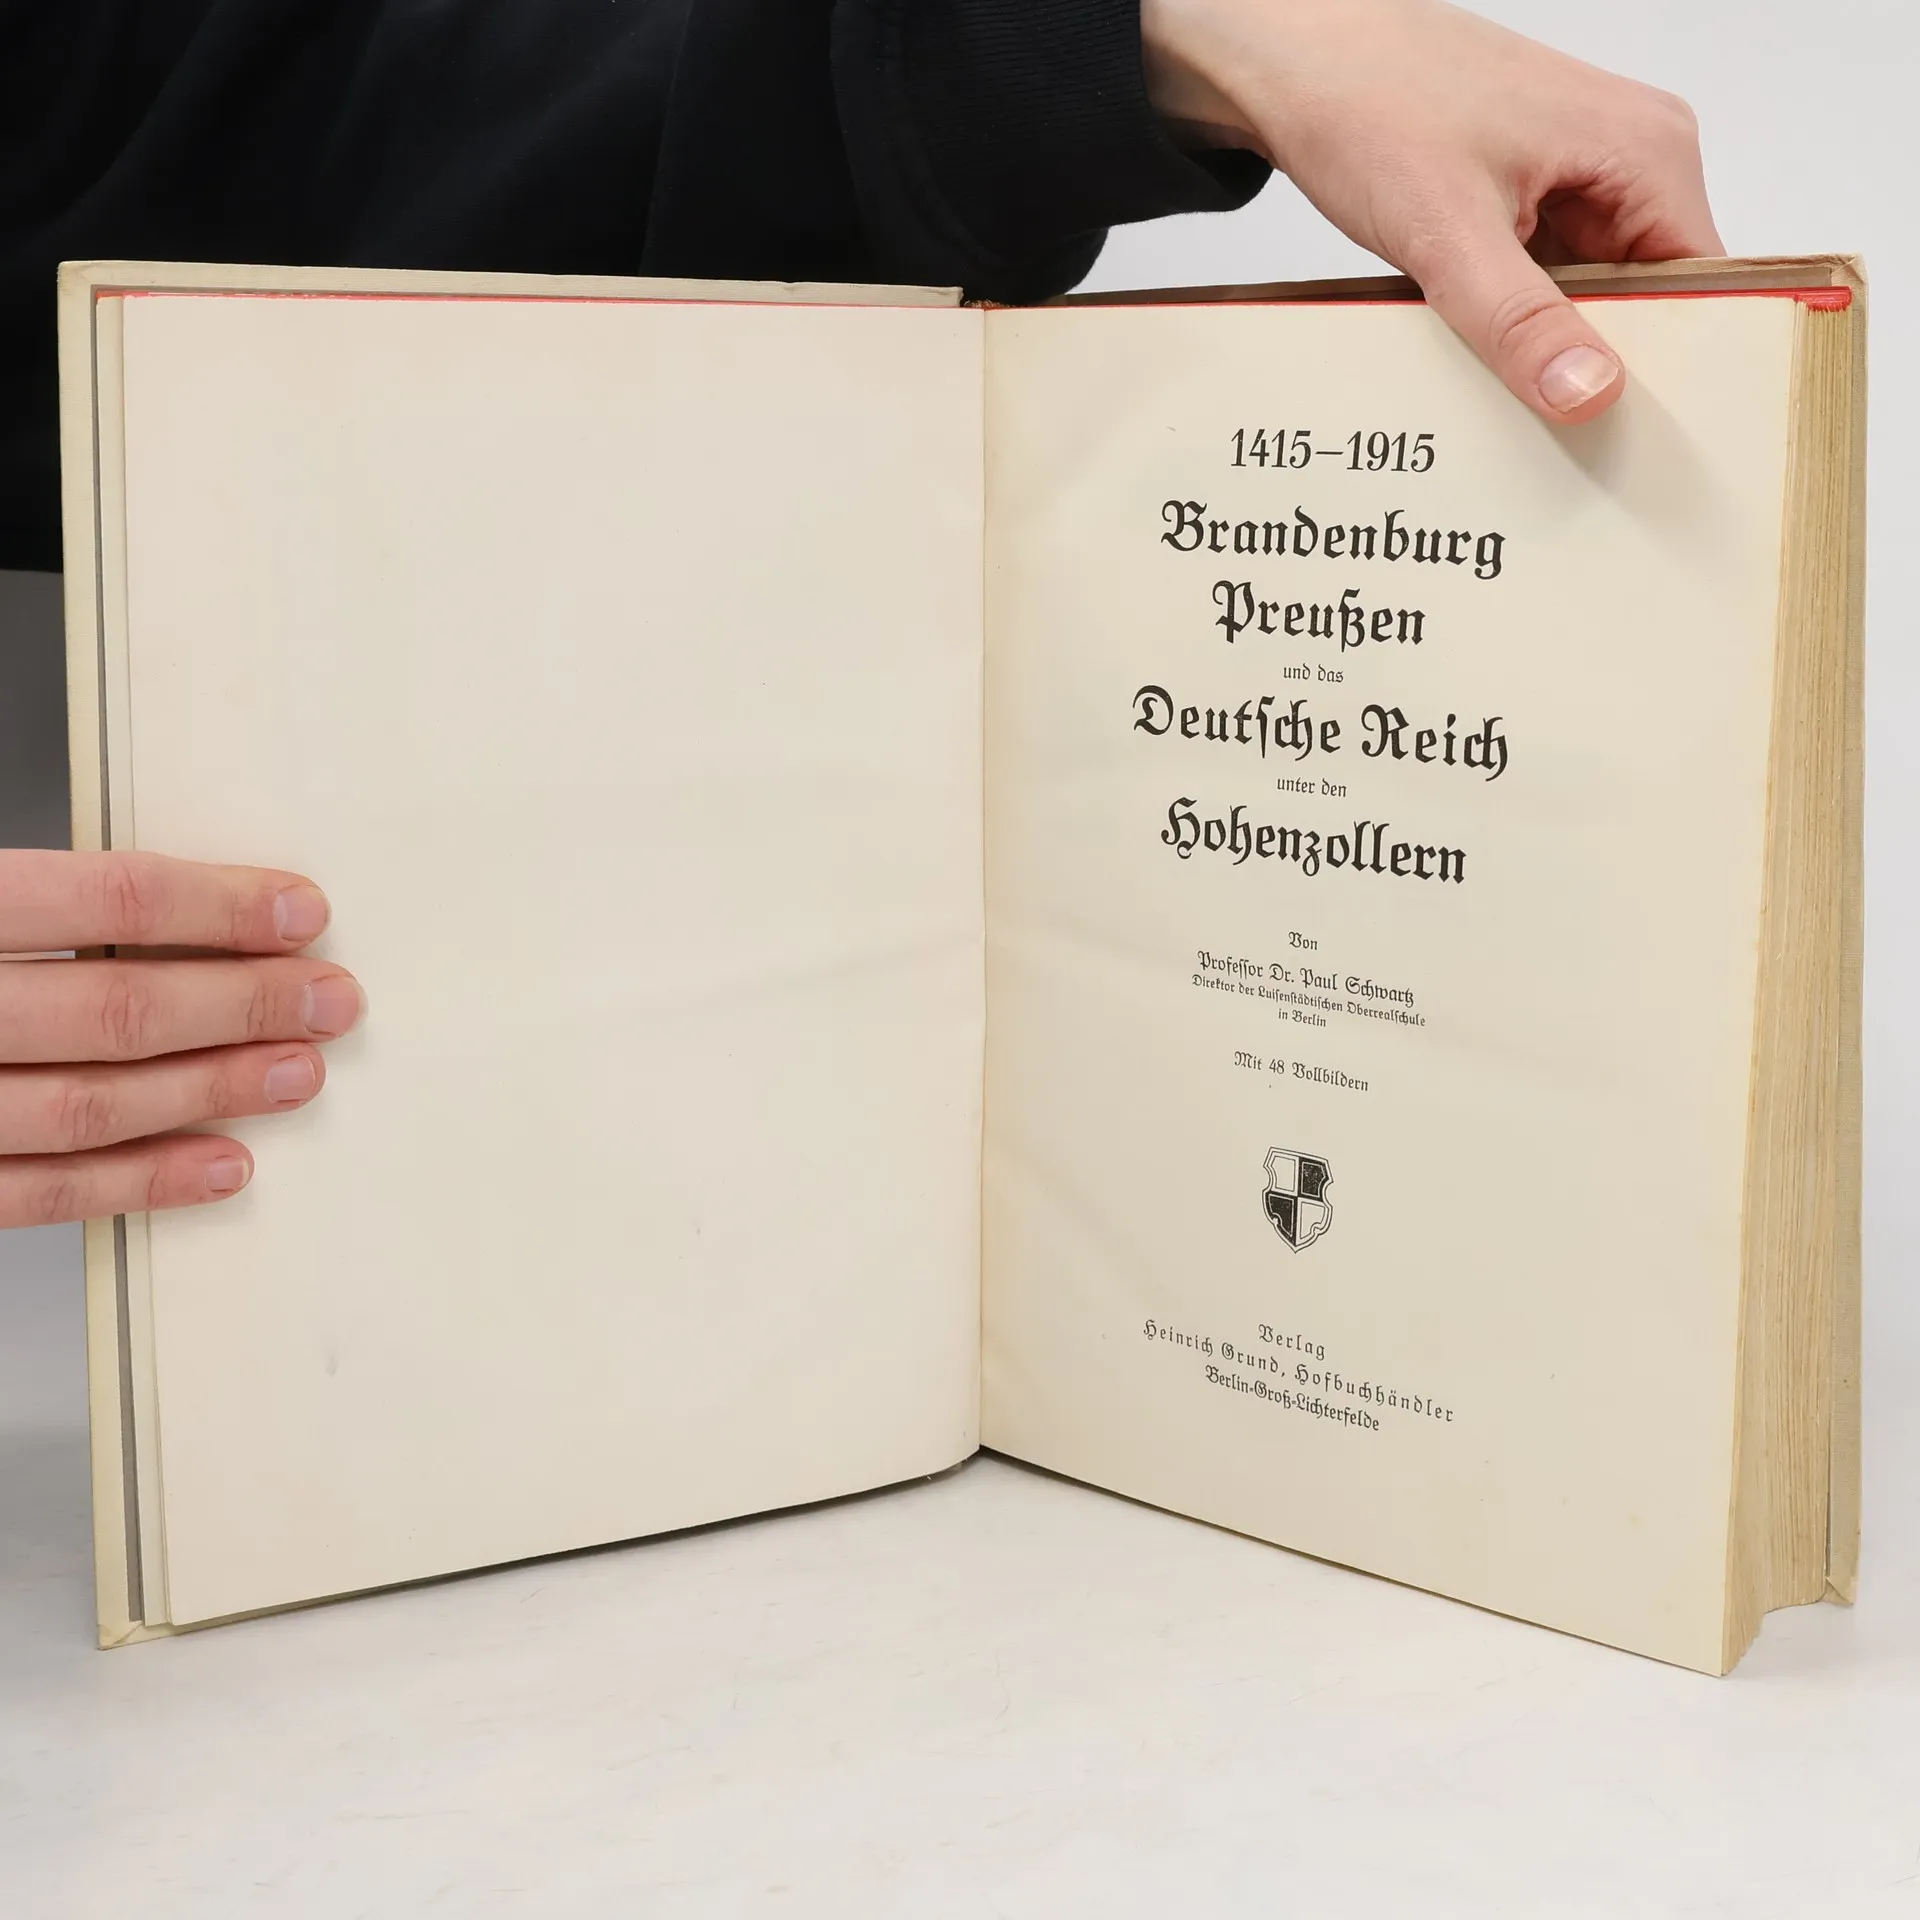 1415–1915
Brandenburg
Preußen
und das
Deutſche Reich
unter den
Hohenzollern
Von
Profeſſor Dr. Paul Schwartz
Direktor der Luiſenſtädtiſchen Oberrealſchule
in Berlin
Mit 48 Vollbildern
Verlag
Heinrich Grund, Hofbuchhändler
Berlin-Groß-Lichterfelde